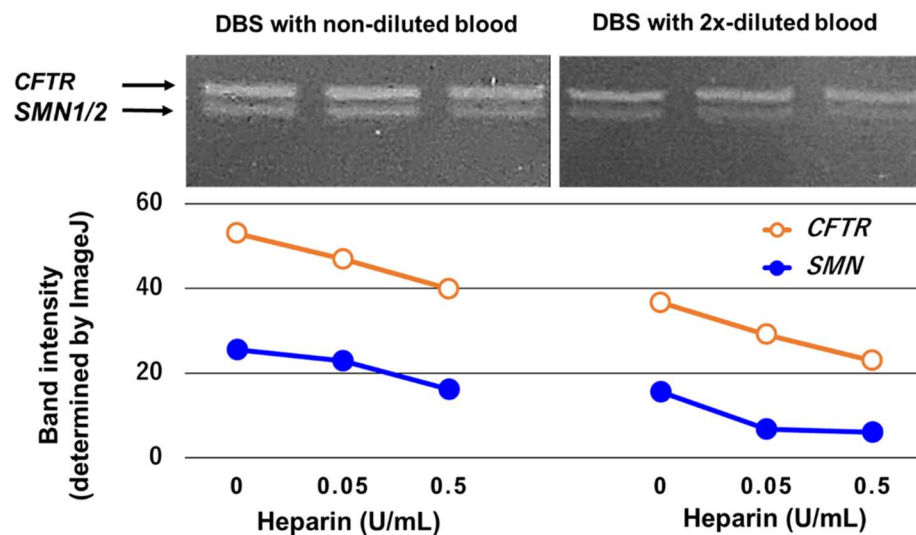 DBS with non-diluted blood
DBS with 2x-diluted blood
CFTR
SMN1/2
Band intensity
(determined by ImageJ)
60
40
20
0
CFTR
SMN
0 0.05 0.5
Heparin (U/mL)
0 0.05 0.5
Heparin (U/mL)